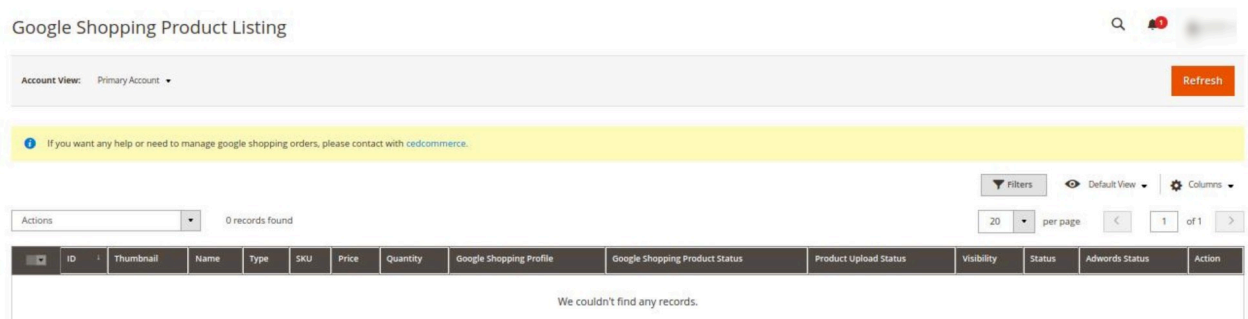 Google Shopping Product Listing
1
Account View: Primary Account
Refresh
If you want any help or need to manage google shopping orders, please contact with cedcommerce.
Filters Default View Columns
Actions 0 records found 20 per page 1 of 1
ID Thumbnail Name Type SKU Price Quantity Google Shopping Profile Google Shopping Product Status Product Upload Status Visibility Status Adwords Status Action
We couldn't find any records.